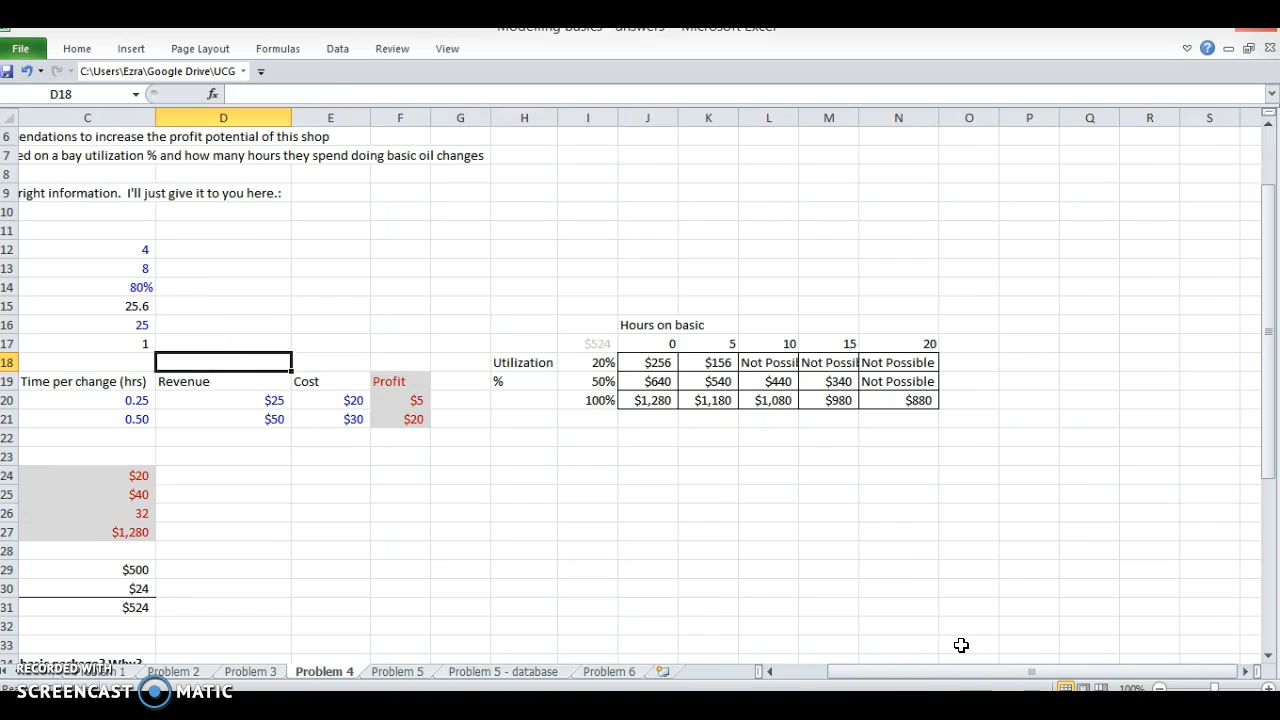 Modelling basics - answers - Microsoft Excel
File Home Insert Page Layout Formulas Data Review View
C:\Users\Ezra\Google Drive\UCG
D18 fx
C D F G H I J K L M N O P Q R S E
6 endations to increase the profit potential of this shop
7 ed on a bay utilization % and how many hours they spend doing basic oil changes
8
9 right information. I'll just give it to you here.:
10
11
12 4
13 8
14 80%
15 25.6
16 25 Hours on basic
17 1 $524 0 5 10 15 20
18 Utilization 20% $256 $156 Not Possil Not Possil Not Possible
19 Time per change (hrs) Revenue Cost Profit % 50% $640 $540 $440 $340 Not Possible
20 0.25 $25 $20 $5 100% $1,280 $1,180 $1,080 $980 $880
21 0.50 $50 $30 $20
22
23
24 $20
25 $40
26 32
27 $1,280
28
29 $500
30 $24
31 $524
32
33
Why?
1 Problem 2 Problem 3 Problem 4 Problem 5 Problem 5 - database Problem 6
100%
RECORDED WITH
SCREENCAST MATIC